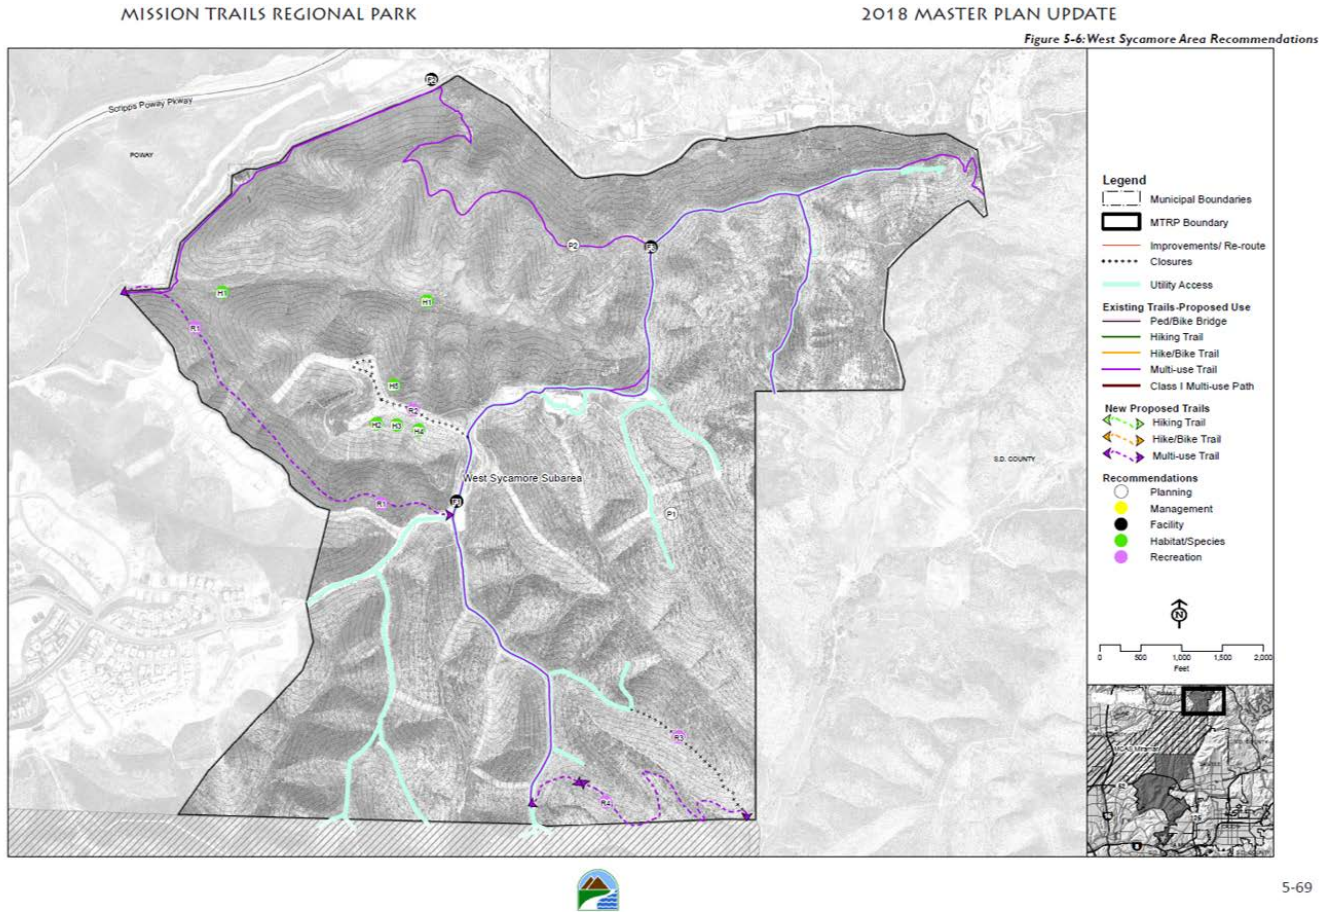 MISSION TRAILS REGIONAL PARK
2018 MASTER PLAN UPDATE
Figure 5-6: West Sycamore Area Recommendations
Scripps Poway Pkway
POWAY
P2
H1
H1
R1
H5
R2
H2
H3
H4
West Sycamore Subarea
R1
P1
S.D. COUNTY
R3
R4
Legend
Municipal Boundaries
MTRP Boundary
Improvements/ Re-route
Closures
Utility Access
Existing Trails-Proposed Use
Ped/Bike Bridge
Hiking Trail
Hike/Bike Trail
Multi-use Trail
Class I Multi-use Path
New Proposed Trails
Hiking Trail
Hike/Bike Trail
Multi-use Trail
Recommendations
Planning
Management
Facility
Habitat/Species
Recreation
N
0 500 1,000 1,500 2,000
Feet
5-69